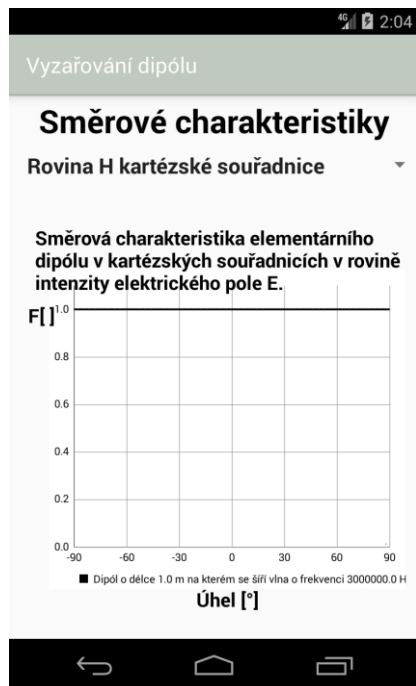 4G 2:04
Vyzařování dipólu
Směrové charakteristiky
Rovina H kartézské souřadnice
Směrová charakteristika elementárního
dipólu v kartézských souřadnicích v rovině
intenzity elektrického pole E.
F[ ]
1.0
0.8
0.6
0.4
0.2
0.0
-90 -60 -30 0 30 60 90
Dipól o délce 1.0 m na kterém se šíří vlna o frekvenci 3000000.0 H
Úhel [°]